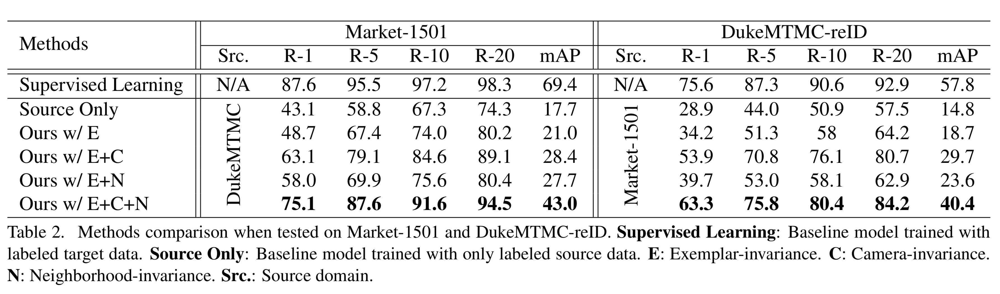 Methods Market-1501 DukeMTMC-reID
Src. R-1 R-5 R-10 R-20 mAP Src. R-1 R-5 R-10 R-20 mAP
Supervised Learning N/A 87.6 95.5 97.2 98.3 69.4 N/A 75.6 87.3 90.6 92.9 57.8
Source Only DukeMTMC 43.1 58.8 67.3 74.3 17.7 Market-1501 28.9 44.0 50.9 57.5 14.8
Ours w/ E 48.7 67.4 74.0 80.2 21.0 34.2 51.3 58 64.2 18.7
Ours w/ E+C 63.1 79.1 84.6 89.1 28.4 53.9 70.8 76.1 80.7 29.7
Ours w/ E+N 58.0 69.9 75.6 80.4 27.7 39.7 53.0 58.1 62.9 23.6
Ours w/ E+C+N 75.1 87.6 91.6 94.5 43.0 63.3 75.8 80.4 84.2 40.4
Table 2. Methods comparison when tested on Market-1501 and DukeMTMC-reID. Supervised Learning: Baseline model trained with
labeled target data. Source Only: Baseline model trained with only labeled source data. E: Exemplar-invariance. C: Camera-invariance.
N: Neighborhood-invariance. Src.: Source domain.